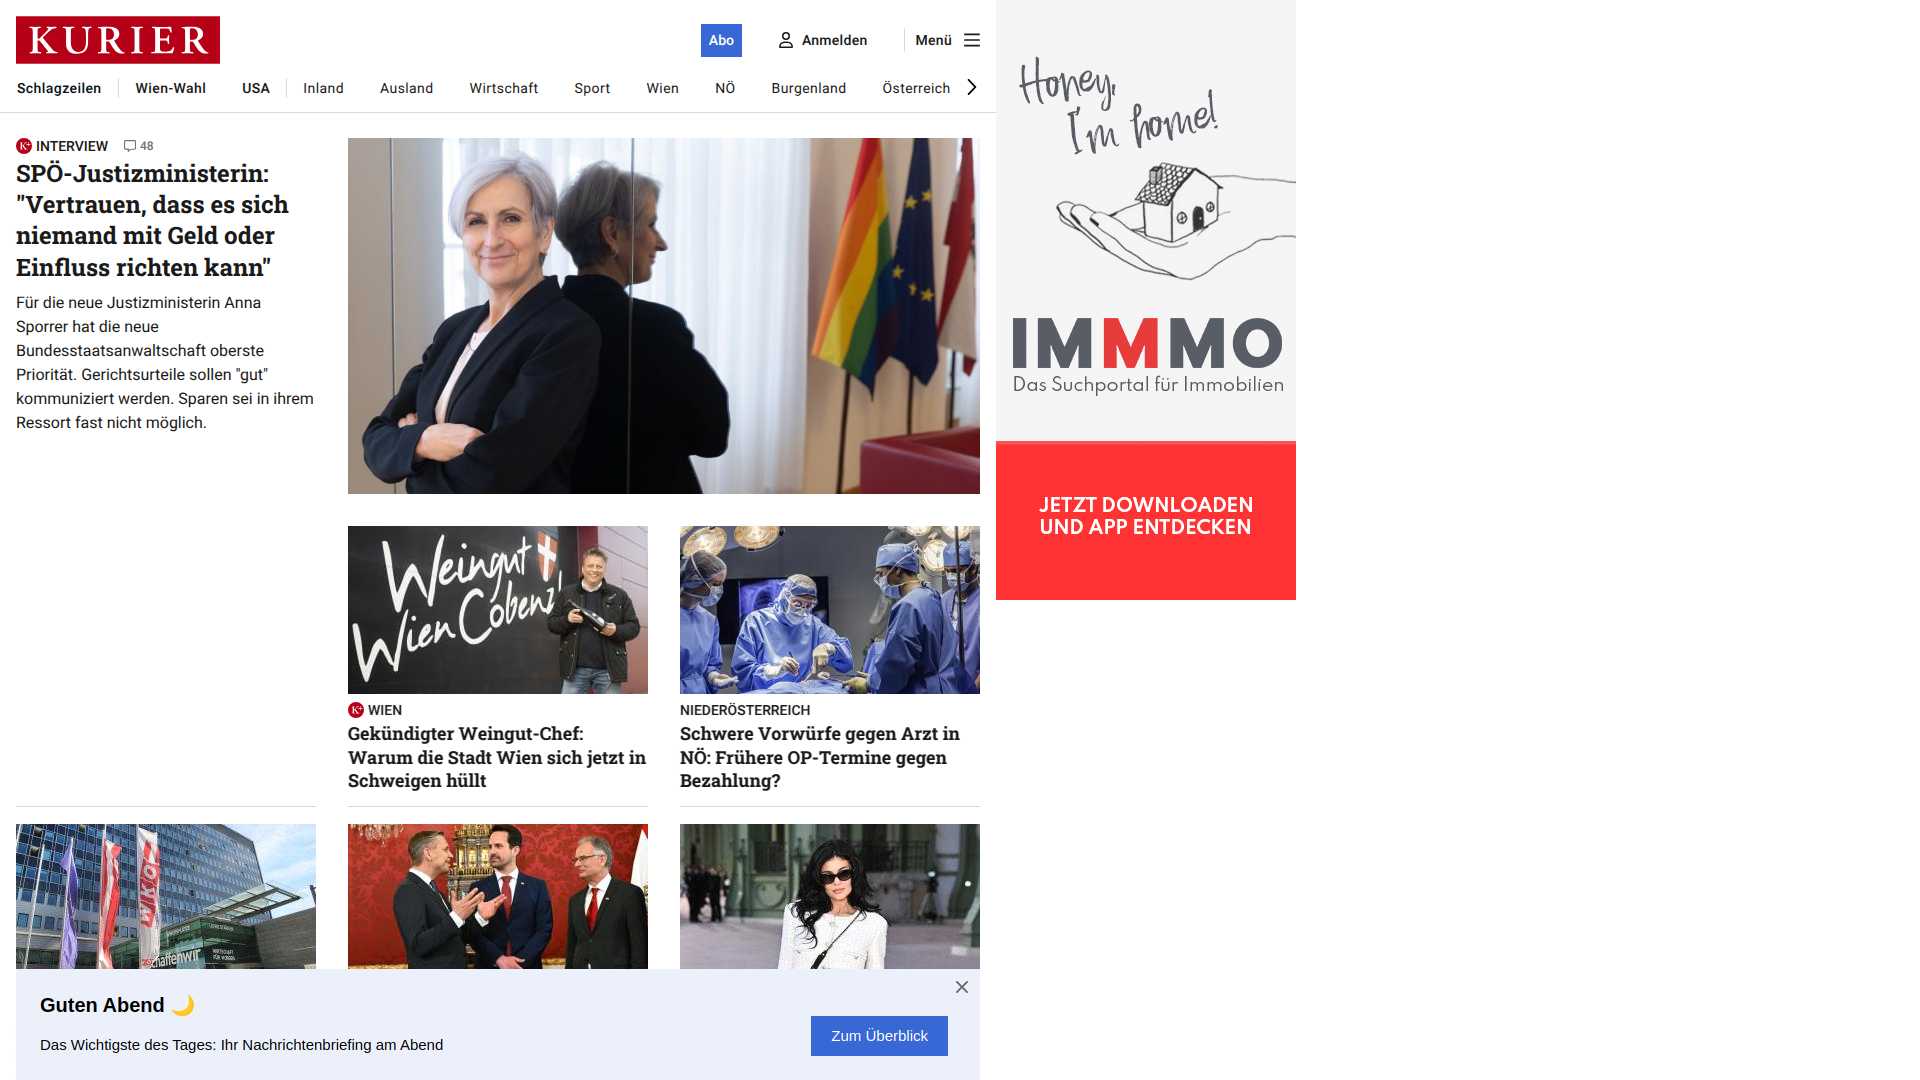 KURIER
Abo
Anmelden
Menü
Schlagzeilen
Wien-Wahl
USA
Inland
Ausland
Wirtschaft
Sport
Wien
NÖ
Burgenland
Österreich
INTERVIEW
48
SPÖ-Justizministerin:
"Vertrauen, dass es sich
niemand mit Geld oder
Einfluss richten kann"
Für die neue Justizministerin Anna
Sporrer hat die neue
Bundesstaatsanwaltschaft oberste
Priorität. Gerichtsurteile sollen "gut"
kommuniziert werden. Sparen sei in ihrem
Ressort fast nicht möglich.
Weingut
Wien Cobenzl
K+ WIEN
Gekündigter Weingut-Chef:
Warum die Stadt Wien sich jetzt in
Schweigen hüllt
NIEDERÖSTERREICH
Schwere Vorwürfe gegen Arzt in
NÖ: Frühere OP-Termine gegen
Bezahlung?
schaffenwir
Guten Abend 🌙
Das Wichtigste des Tages: Ihr Nachrichtenbriefing am Abend
Zum Überblick
Honey,
I'm home!
IMMMO
Das Suchportal für Immobilien
JETZT DOWNLOADEN
UND APP ENTDECKEN